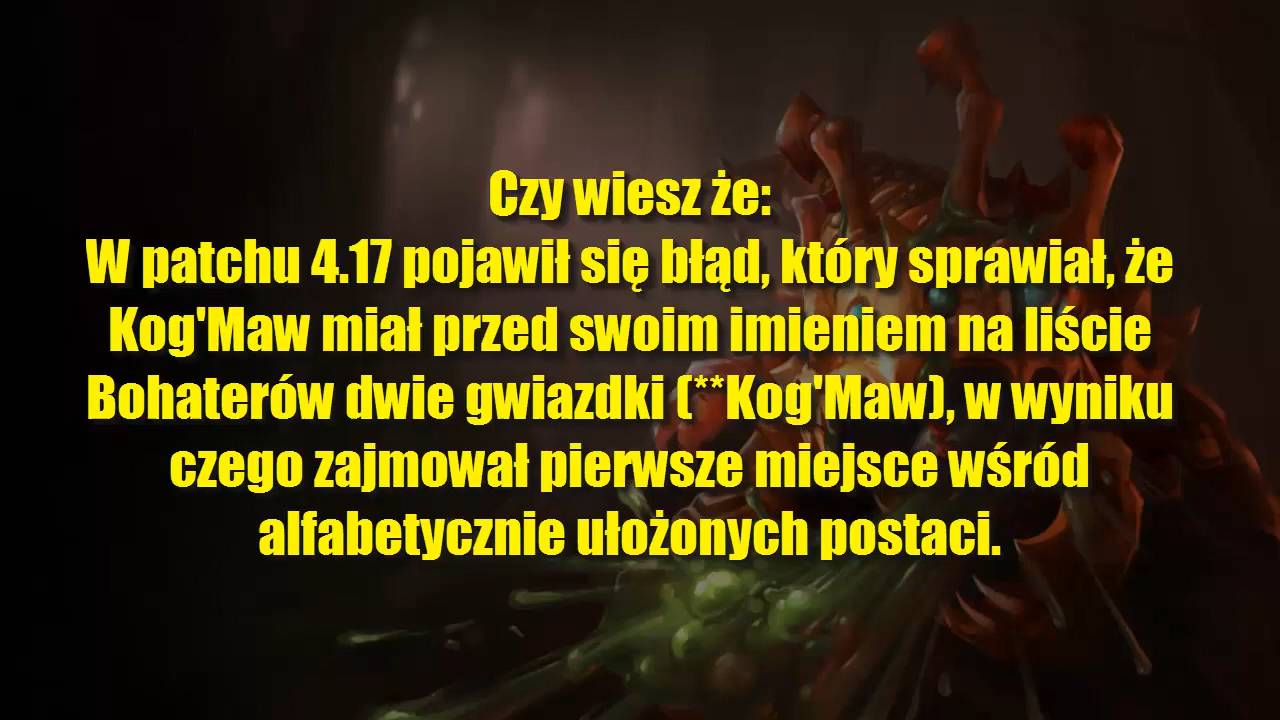 Czy wiesz że:
W patchu 4.17 pojawił się błąd, który sprawiał, że
Kog'Maw miał przed swoim imieniem na liście
Bohaterów dwie gwiazdki (**Kog'Maw), w wyniku
czego zajmował pierwsze miejsce wśród
alfabetycznie ułożonych postaci.